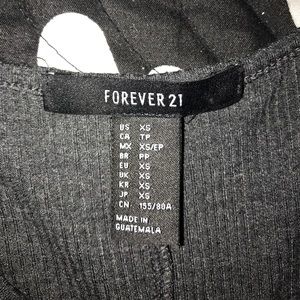 FOREVER 21
US XS
CA TP
MX XS/EP
BR PP
EU XS
UK XS
KR XS
JP XS
CN 155/80A
MADE IN
GUATEMALA